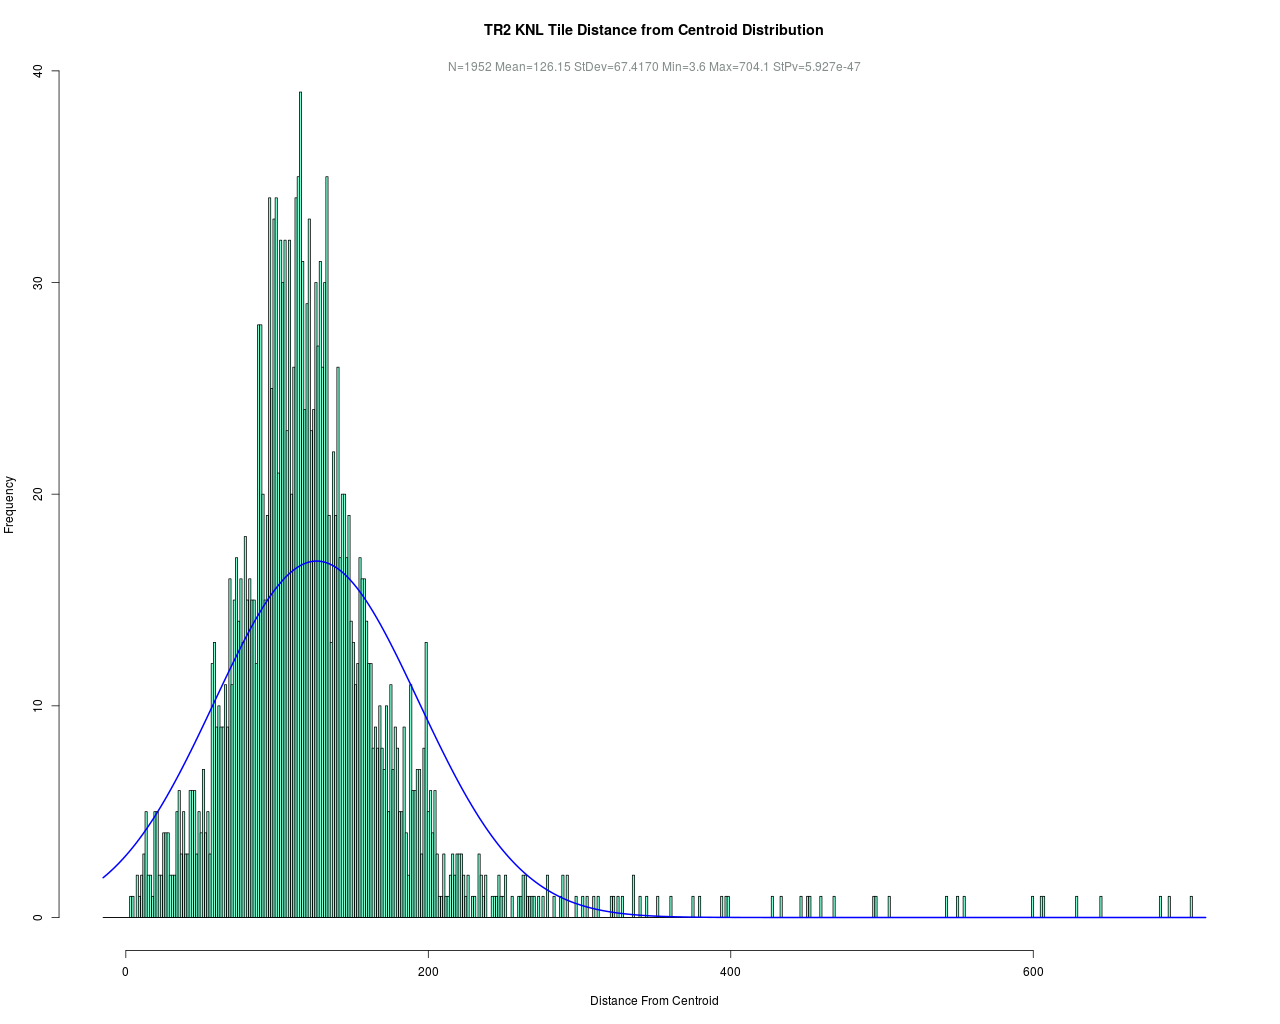 TR2 KNL Tile Distance from Centroid Distribution
N=1952 Mean=126.15 StDev=67.4170 Min=3.6 Max=704.1 StPv=5.927e-47
40
30
20
10
0
Frequency
0 200 400 600
Distance From Centroid